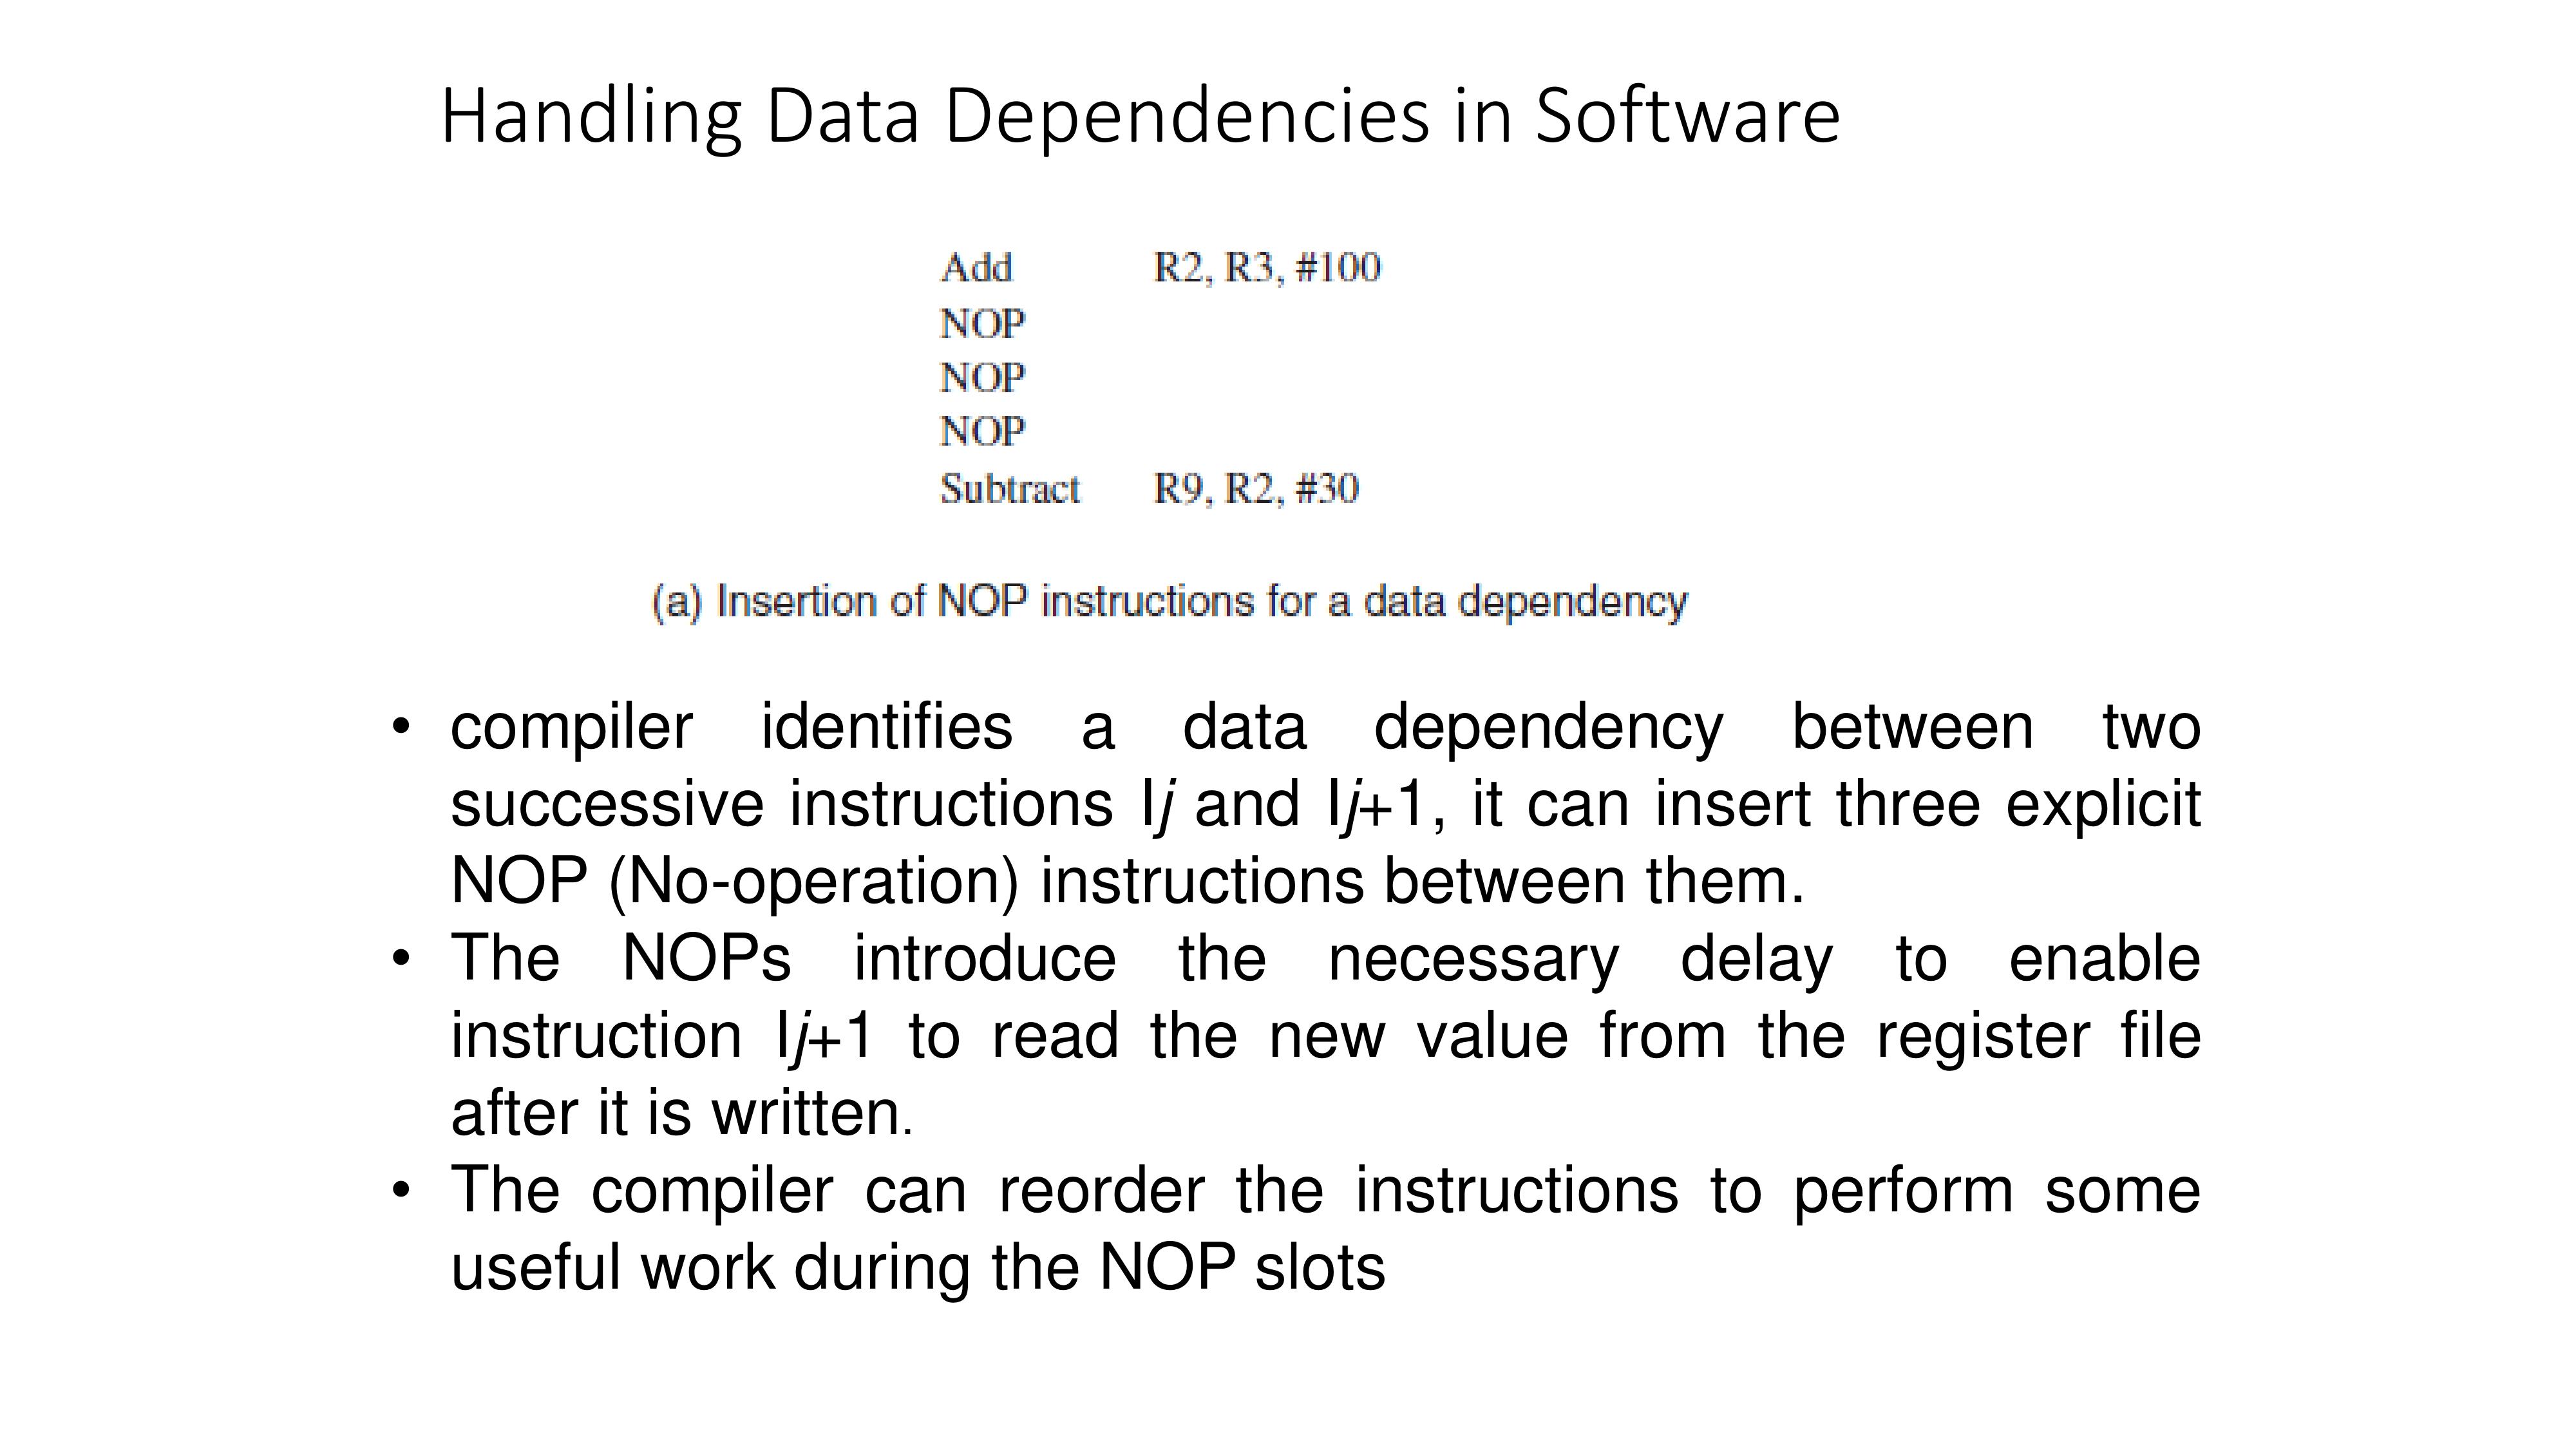 Handling Data Dependencies in Software
Add R2, R3, #100
NOP
NOP
NOP
Subtract R9, R2, #30
(a) Insertion of NOP instructions for a data dependency
• compiler identifies a data dependency between two
successive instructions Ij and Ij+1, it can insert three explicit
NOP (No-operation) instructions between them.
• The NOPs introduce the necessary delay to enable
instruction Ij+1 to read the new value from the register file
after it is written.
• The compiler can reorder the instructions to perform some
useful work during the NOP slots